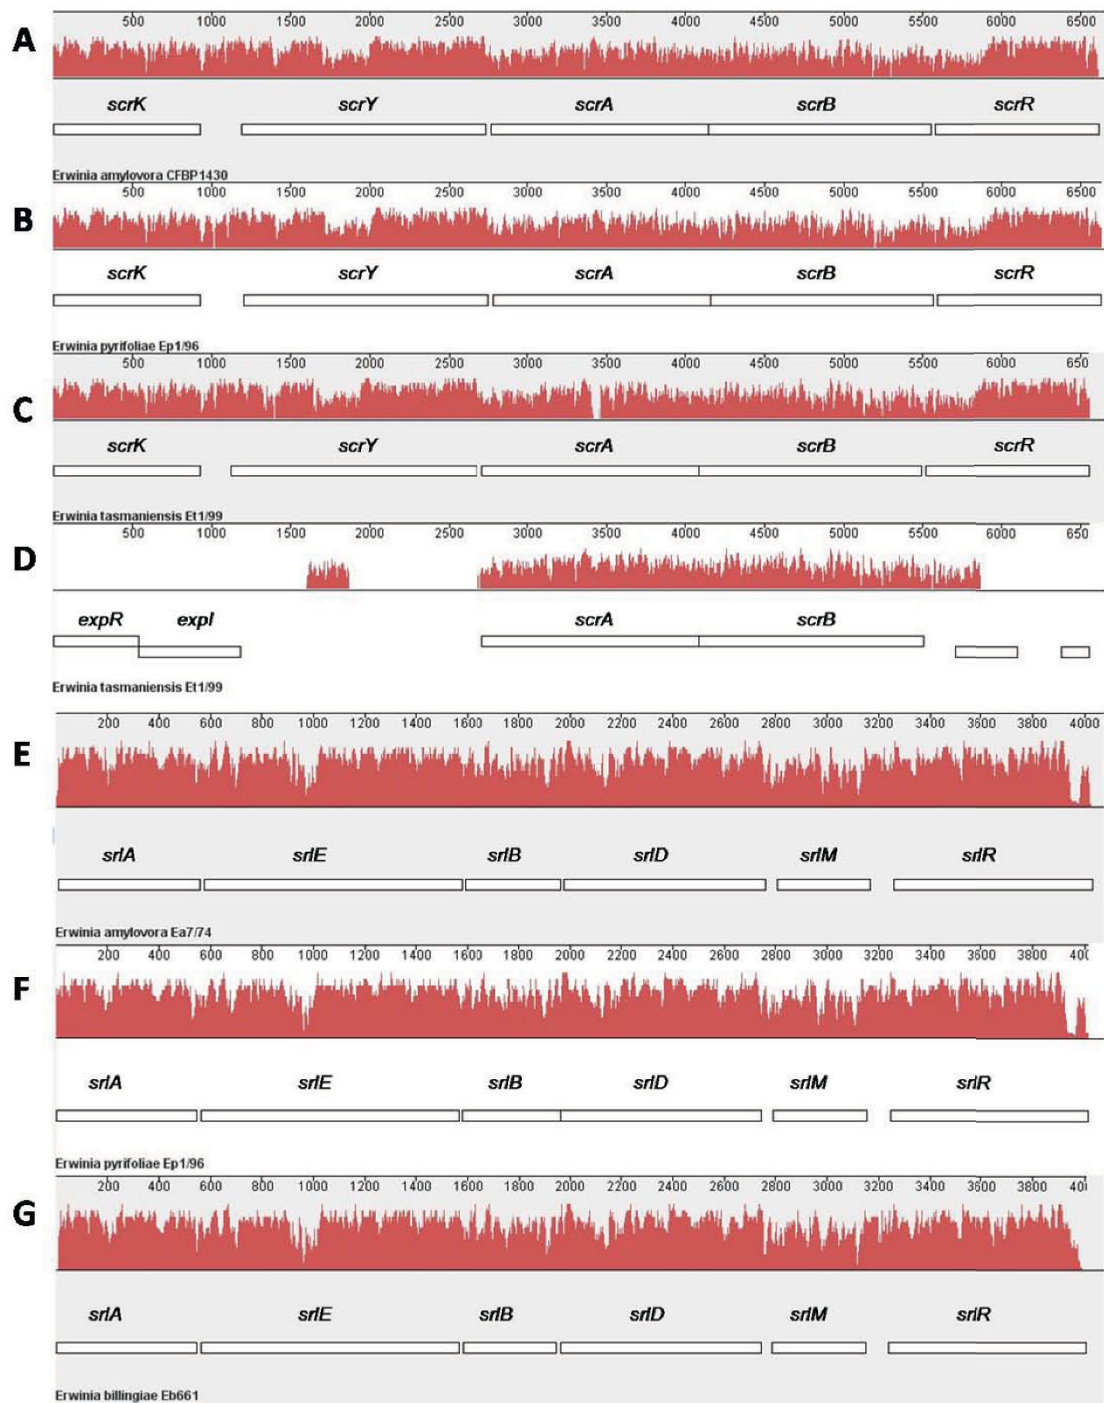 A
500 1000 1500 2000 2500 3000 3500 4000 4500 5000 5500 6000 6500
scrK scrY scrA scrB scrR
Erwinia amylovora CFBP1430
B
500 1000 1500 2000 2500 3000 3500 4000 4500 5000 5500 6000 6500
scrK scrY scrA scrB scrR
Erwinia pyrifoliae Ep1/96
C
500 1000 1500 2000 2500 3000 3500 4000 4500 5000 5500 6000 650
scrK scrY scrA scrB scrR
Erwinia tasmaniensis Et1/99
D
500 1000 1500 2000 2500 3000 3500 4000 4500 5000 5500 6000 650
expR expI scrA scrB
Erwinia tasmaniensis Et1/99
E
200 400 600 800 1000 1200 1400 1600 1800 2000 2200 2400 2600 2800 3000 3200 3400 3600 3800 4000
srlA srlE srlB srlD srlM srlR
Erwinia amylovora Ea7/74
F
200 400 600 800 1000 1200 1400 1600 1800 2000 2200 2400 2600 2800 3000 3200 3400 3600 3800 400
srlA srlE srlB srlD srlM srlR
Erwinia pyrifoliae Ep1/96
G
200 400 600 800 1000 1200 1400 1600 1800 2000 2200 2400 2600 2800 3000 3200 3400 3600 3800 40
srlA srlE srlB srlD srlM srlR
Erwinia billingiae Eb661